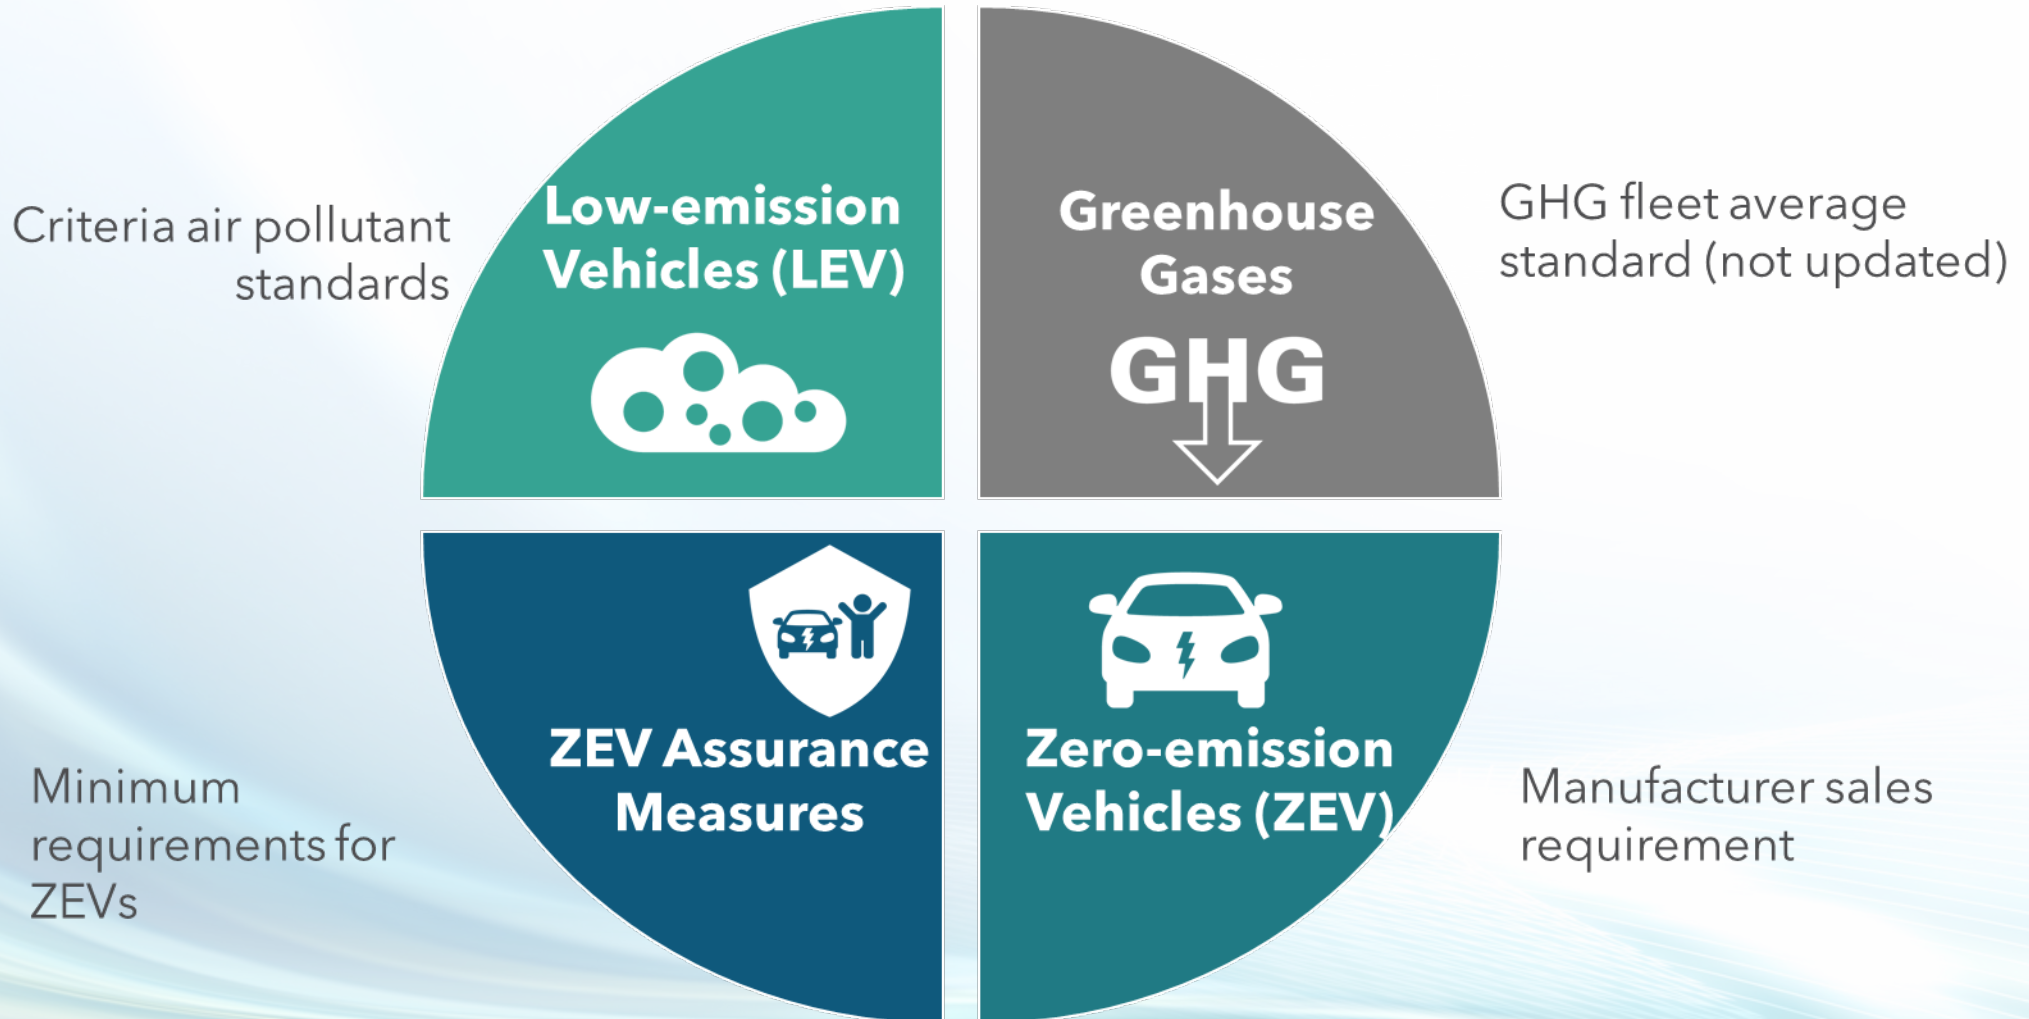 Criteria air pollutant
standards
Low-emission
Vehicles (LEV)
Greenhouse
Gases
GHG
GHG fleet average
standard (not updated)
Minimum
requirements for
ZEVs
ZEV Assurance
Measures
Zero-emission
Vehicles (ZEV)
Manufacturer sales
requirement